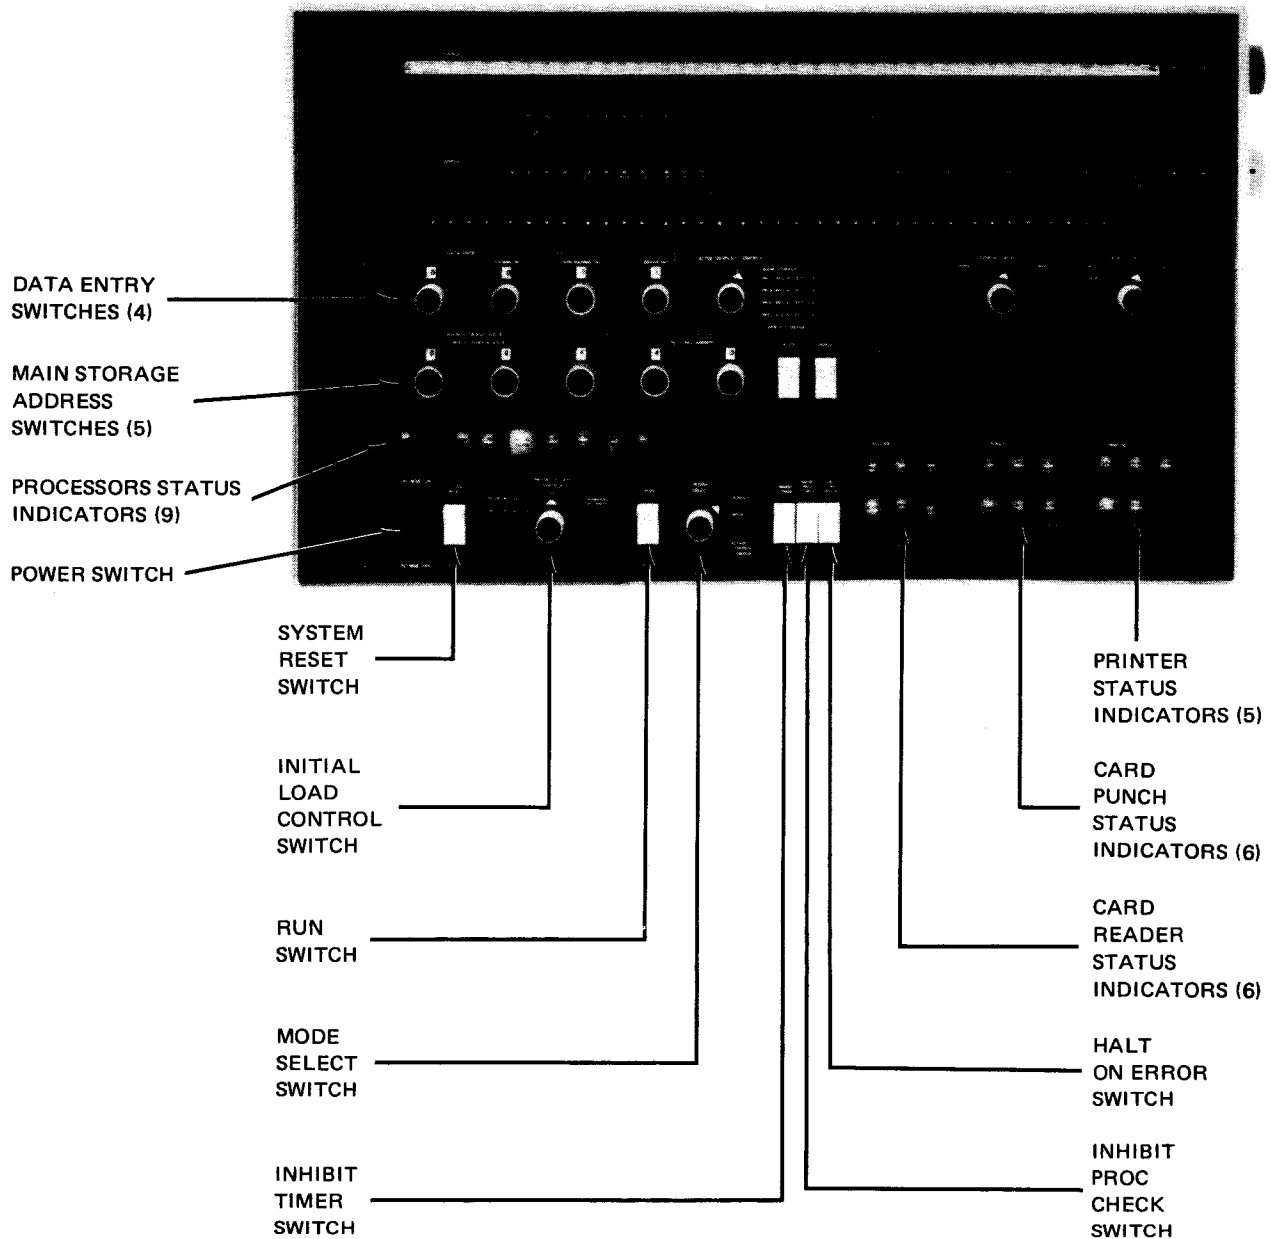 DATA ENTRY
SWITCHES (4)
MAIN STORAGE
ADDRESS
SWITCHES (5)
PROCESSORS STATUS
INDICATORS (9)
POWER SWITCH
SYSTEM
RESET
SWITCH
INITIAL
LOAD
CONTROL
SWITCH
RUN
SWITCH
MODE
SELECT
SWITCH
INHIBIT
TIMER
SWITCH
PRINTER
STATUS
INDICATORS (5)
CARD
PUNCH
STATUS
INDICATORS (6)
CARD
READER
STATUS
INDICATORS (6)
HALT
ON ERROR
SWITCH
INHIBIT
PROC
CHECK
SWITCH